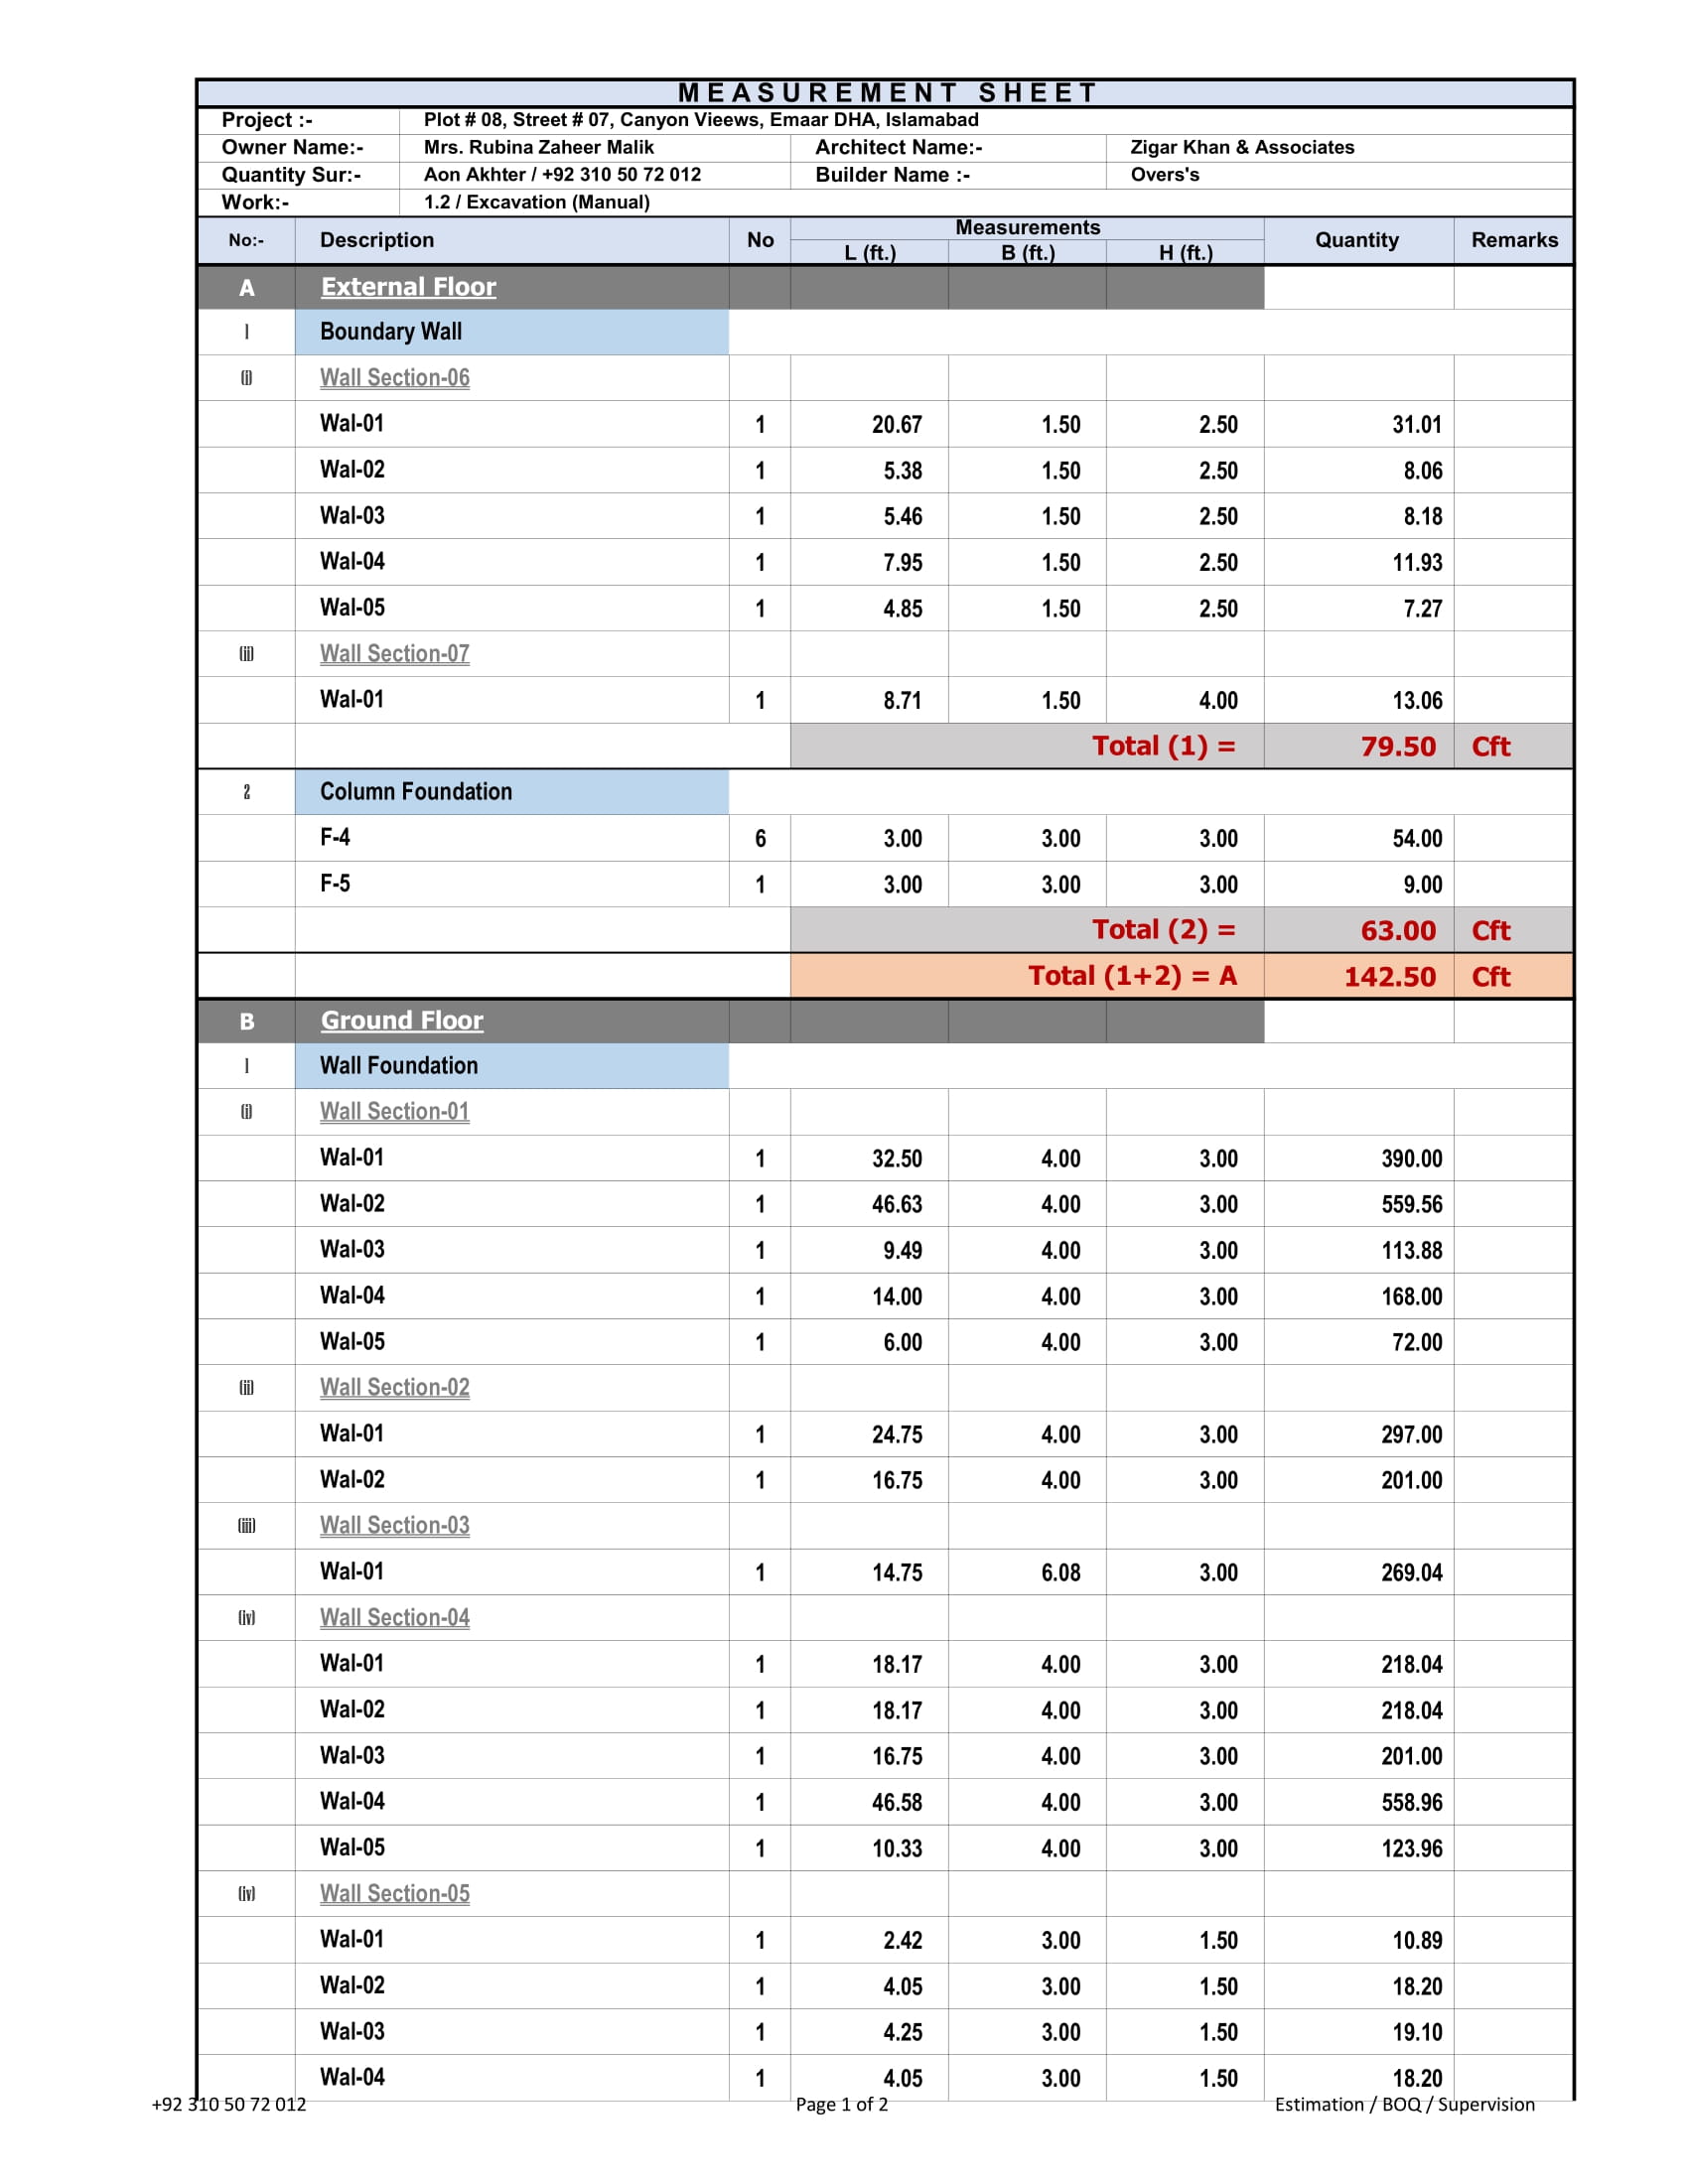 MEASUREMENT SHEET
Project :- Plot # 08, Street # 07, Canyon Vieews, Emaar DHA, Islamabad
Owner Name:- Mrs. Rubina Zaheer Malik Architect Name:- Zigar Khan & Associates
Quantity Sur:- Aon Akhter / +92 310 50 72 012 Builder Name :- Overs's
Work:- 1.2 / Excavation (Manual)
No:- Description No Measurements Quantity Remarks
L (ft.) B (ft.) H (ft.)
A External Floor
1 Boundary Wall
(i) Wall Section-06
Wal-01 1 20.67 1.50 2.50 31.01
Wal-02 1 5.38 1.50 2.50 8.06
Wal-03 1 5.46 1.50 2.50 8.18
Wal-04 1 7.95 1.50 2.50 11.93
Wal-05 1 4.85 1.50 2.50 7.27
(ii) Wall Section-07
Wal-01 1 8.71 1.50 4.00 13.06
Total (1) = 79.50 Cft
2 Column Foundation
F-4 6 3.00 3.00 3.00 54.00
F-5 1 3.00 3.00 3.00 9.00
Total (2) = 63.00 Cft
Total (1+2) = A 142.50 Cft
B Ground Floor
1 Wall Foundation
(i) Wall Section-01
Wal-01 1 32.50 4.00 3.00 390.00
Wal-02 1 46.63 4.00 3.00 559.56
Wal-03 1 9.49 4.00 3.00 113.88
Wal-04 1 14.00 4.00 3.00 168.00
Wal-05 1 6.00 4.00 3.00 72.00
(ii) Wall Section-02
Wal-01 1 24.75 4.00 3.00 297.00
Wal-02 1 16.75 4.00 3.00 201.00
(iii) Wall Section-03
Wal-01 1 14.75 6.08 3.00 269.04
(iv) Wall Section-04
Wal-01 1 18.17 4.00 3.00 218.04
Wal-02 1 18.17 4.00 3.00 218.04
Wal-03 1 16.75 4.00 3.00 201.00
Wal-04 1 46.58 4.00 3.00 558.96
Wal-05 1 10.33 4.00 3.00 123.96
(iv) Wall Section-05
Wal-01 1 2.42 3.00 1.50 10.89
Wal-02 1 4.05 3.00 1.50 18.20
Wal-03 1 4.25 3.00 1.50 19.10
Wal-04 1 4.05 3.00 1.50 18.20
+92 310 50 72 012 Page 1 of 2 Estimation / BOQ / Supervision